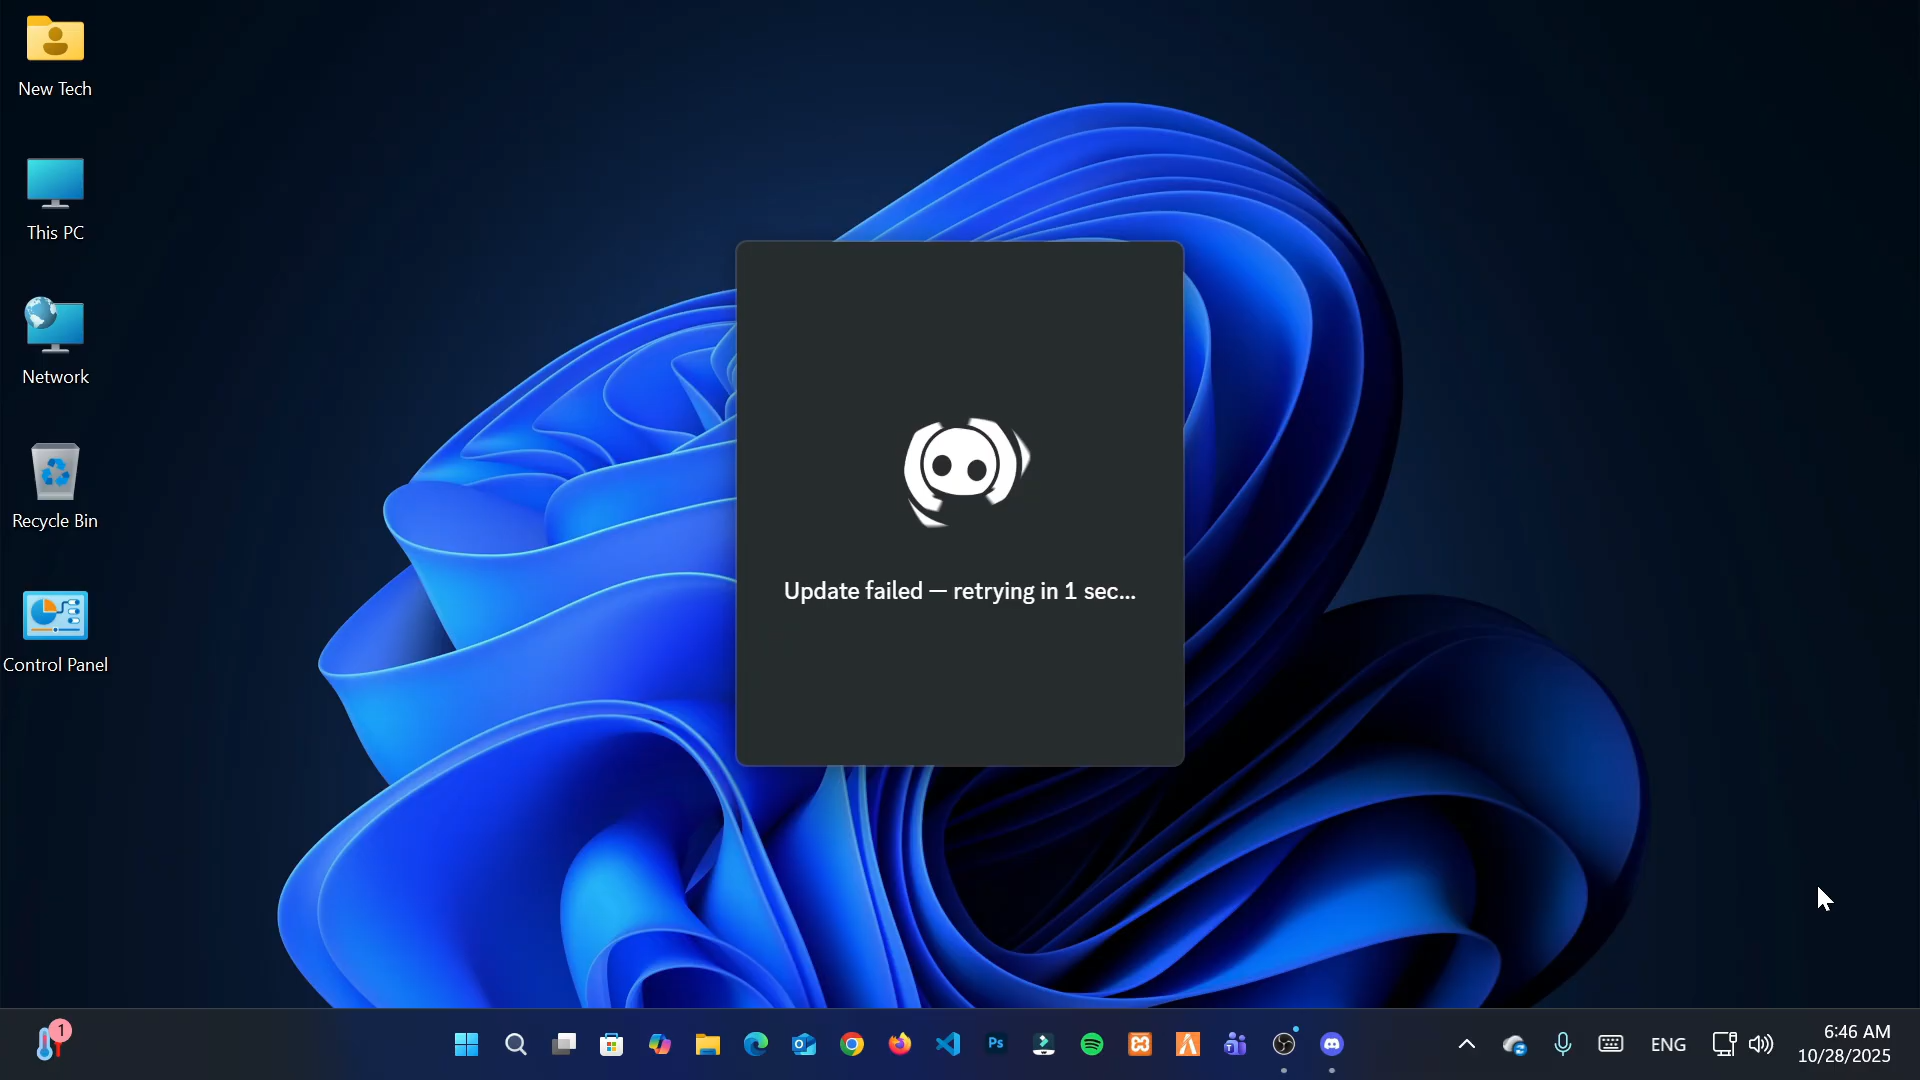 New Tech
This PC
Network
Recycle Bin
Control Panel
Update failed — retrying in 1 sec...
1
Ps
ENG
6:46 AM
10/28/2025